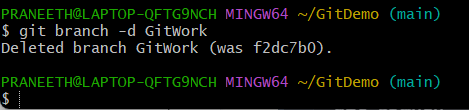 PRANEETH@LAPTOP-QFTG9NCH MINGW64 ~/GitDemo (main)
$ git branch -d GitWork
Deleted branch GitWork (was f2dc7b0).
PRANEETH@LAPTOP-QFTG9NCH MINGW64 ~/GitDemo (main)
$